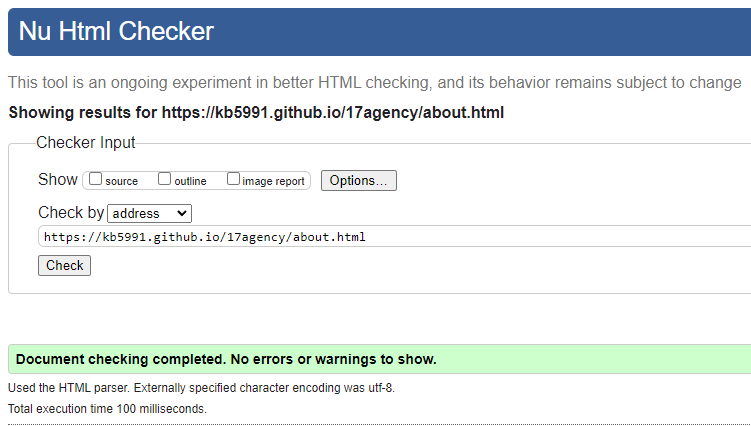 Nu Html Checker
This tool is an ongoing experiment in better HTML checking, and its behavior remains subject to change
Showing results for https://kb5991.github.io/17agency/about.html
Checker Input
Show source outline image report Options...
Check by address
https://kb5991.github.io/17agency/about.html
Check
Document checking completed. No errors or warnings to show.
Used the HTML parser. Externally specified character encoding was utf-8.
Total execution time 100 milliseconds.